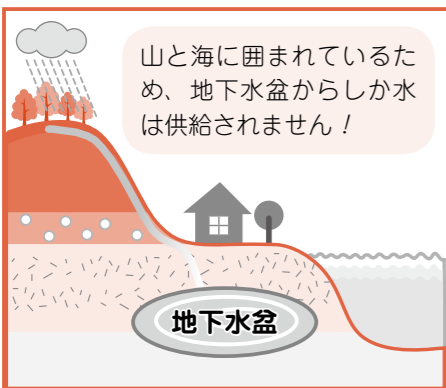 山と海に囲まれているた
め、地下水盆からしか水
は供給されません！
地下水盆